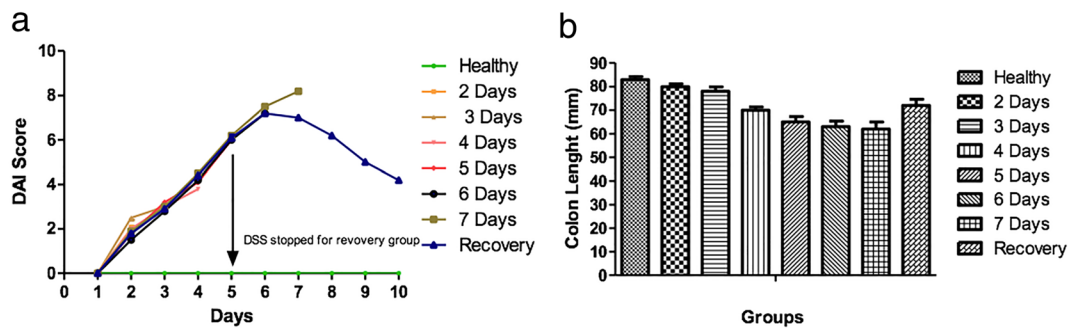 a
10
8
6
4
2
0
DAI Score
0 1 2 3 4 5 6 7 8 9 10
Days
DSS stopped for revovery group
Healthy
2 Days
3 Days
4 Days
5 Days
6 Days
7 Days
Recovery
b
90
80
70
60
50
40
30
20
10
0
Colon Lenght (mm)
Groups
Healthy
2 Days
3 Days
4 Days
5 Days
6 Days
7 Days
Recovery